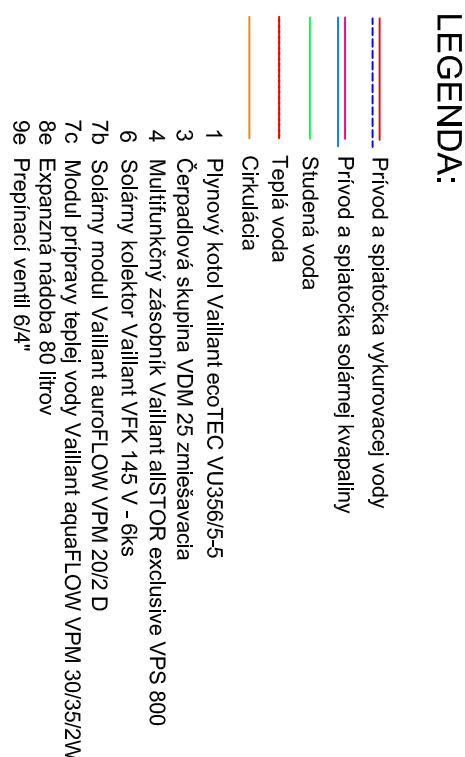 LEGENDA:
Prívod a spiatočka vykurovacej vody
Prívod a spiatočka solárnej kvapaliny
Studená voda
Teplá voda
Cirkulácia
1 Plynový kotol Vaillant ecoTEC VU356/5-5
3 Čerpadlová skupina VDM 25 zmiešavacia
4 Multifunkčný zásobník Vaillant allSTOR exclusive VPS 800
6 Solárny kolektor Vaillant VFK 145 V - 6ks
7b Solárny modul Vaillant auroFLOW VPM 20/2 D
7c Modul prípravy teplej vody Vaillant aquaFLOW VPM 30/35/2W
8e Expanzná nádoba 80 litrov
9e Prepínací ventil 6/4"